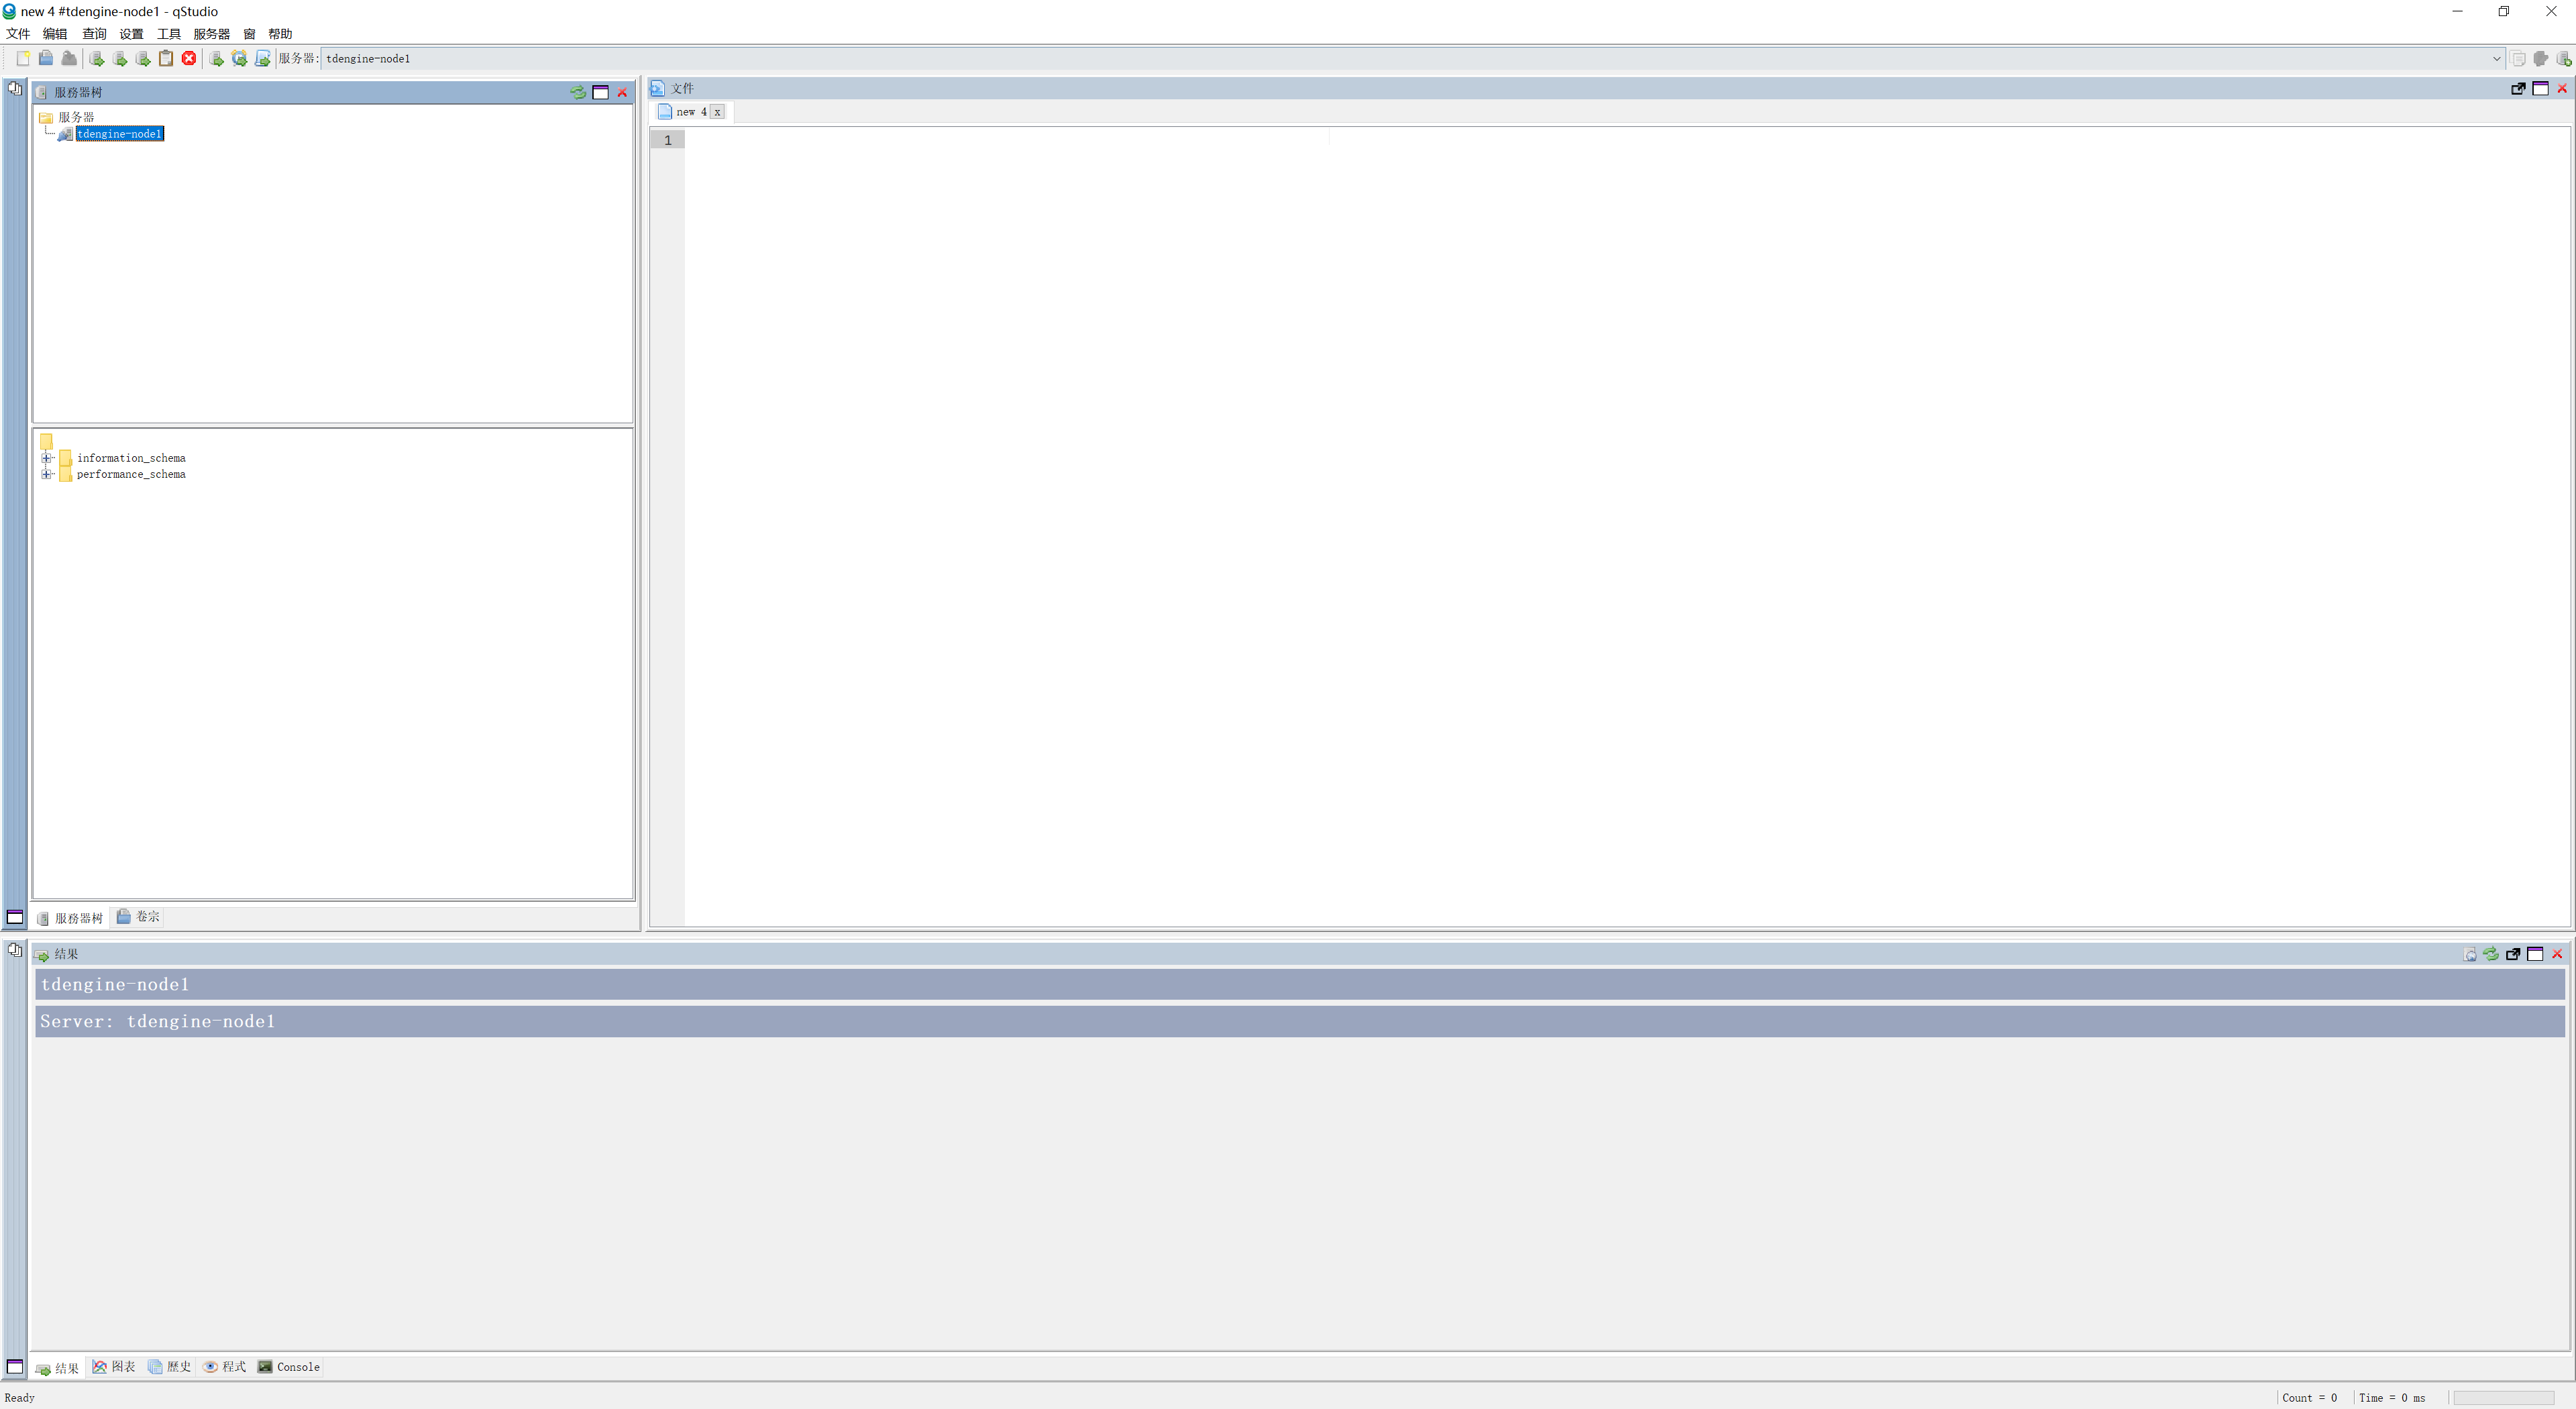 new 4 #tdengine-node1 - qStudio
文件 编辑 查询 设置 工具 服务器 窗 帮助
服务器: tdengine-node1
服務器树
服务器
tdengine-node1
information_schema
performance_schema
服務器树 卷宗
文件
new 4 x
1
结果
tdengine-node1
Server: tdengine-node1
结果 图表 歷史 程式 Console
Ready
Count = 0 Time = 0 ms